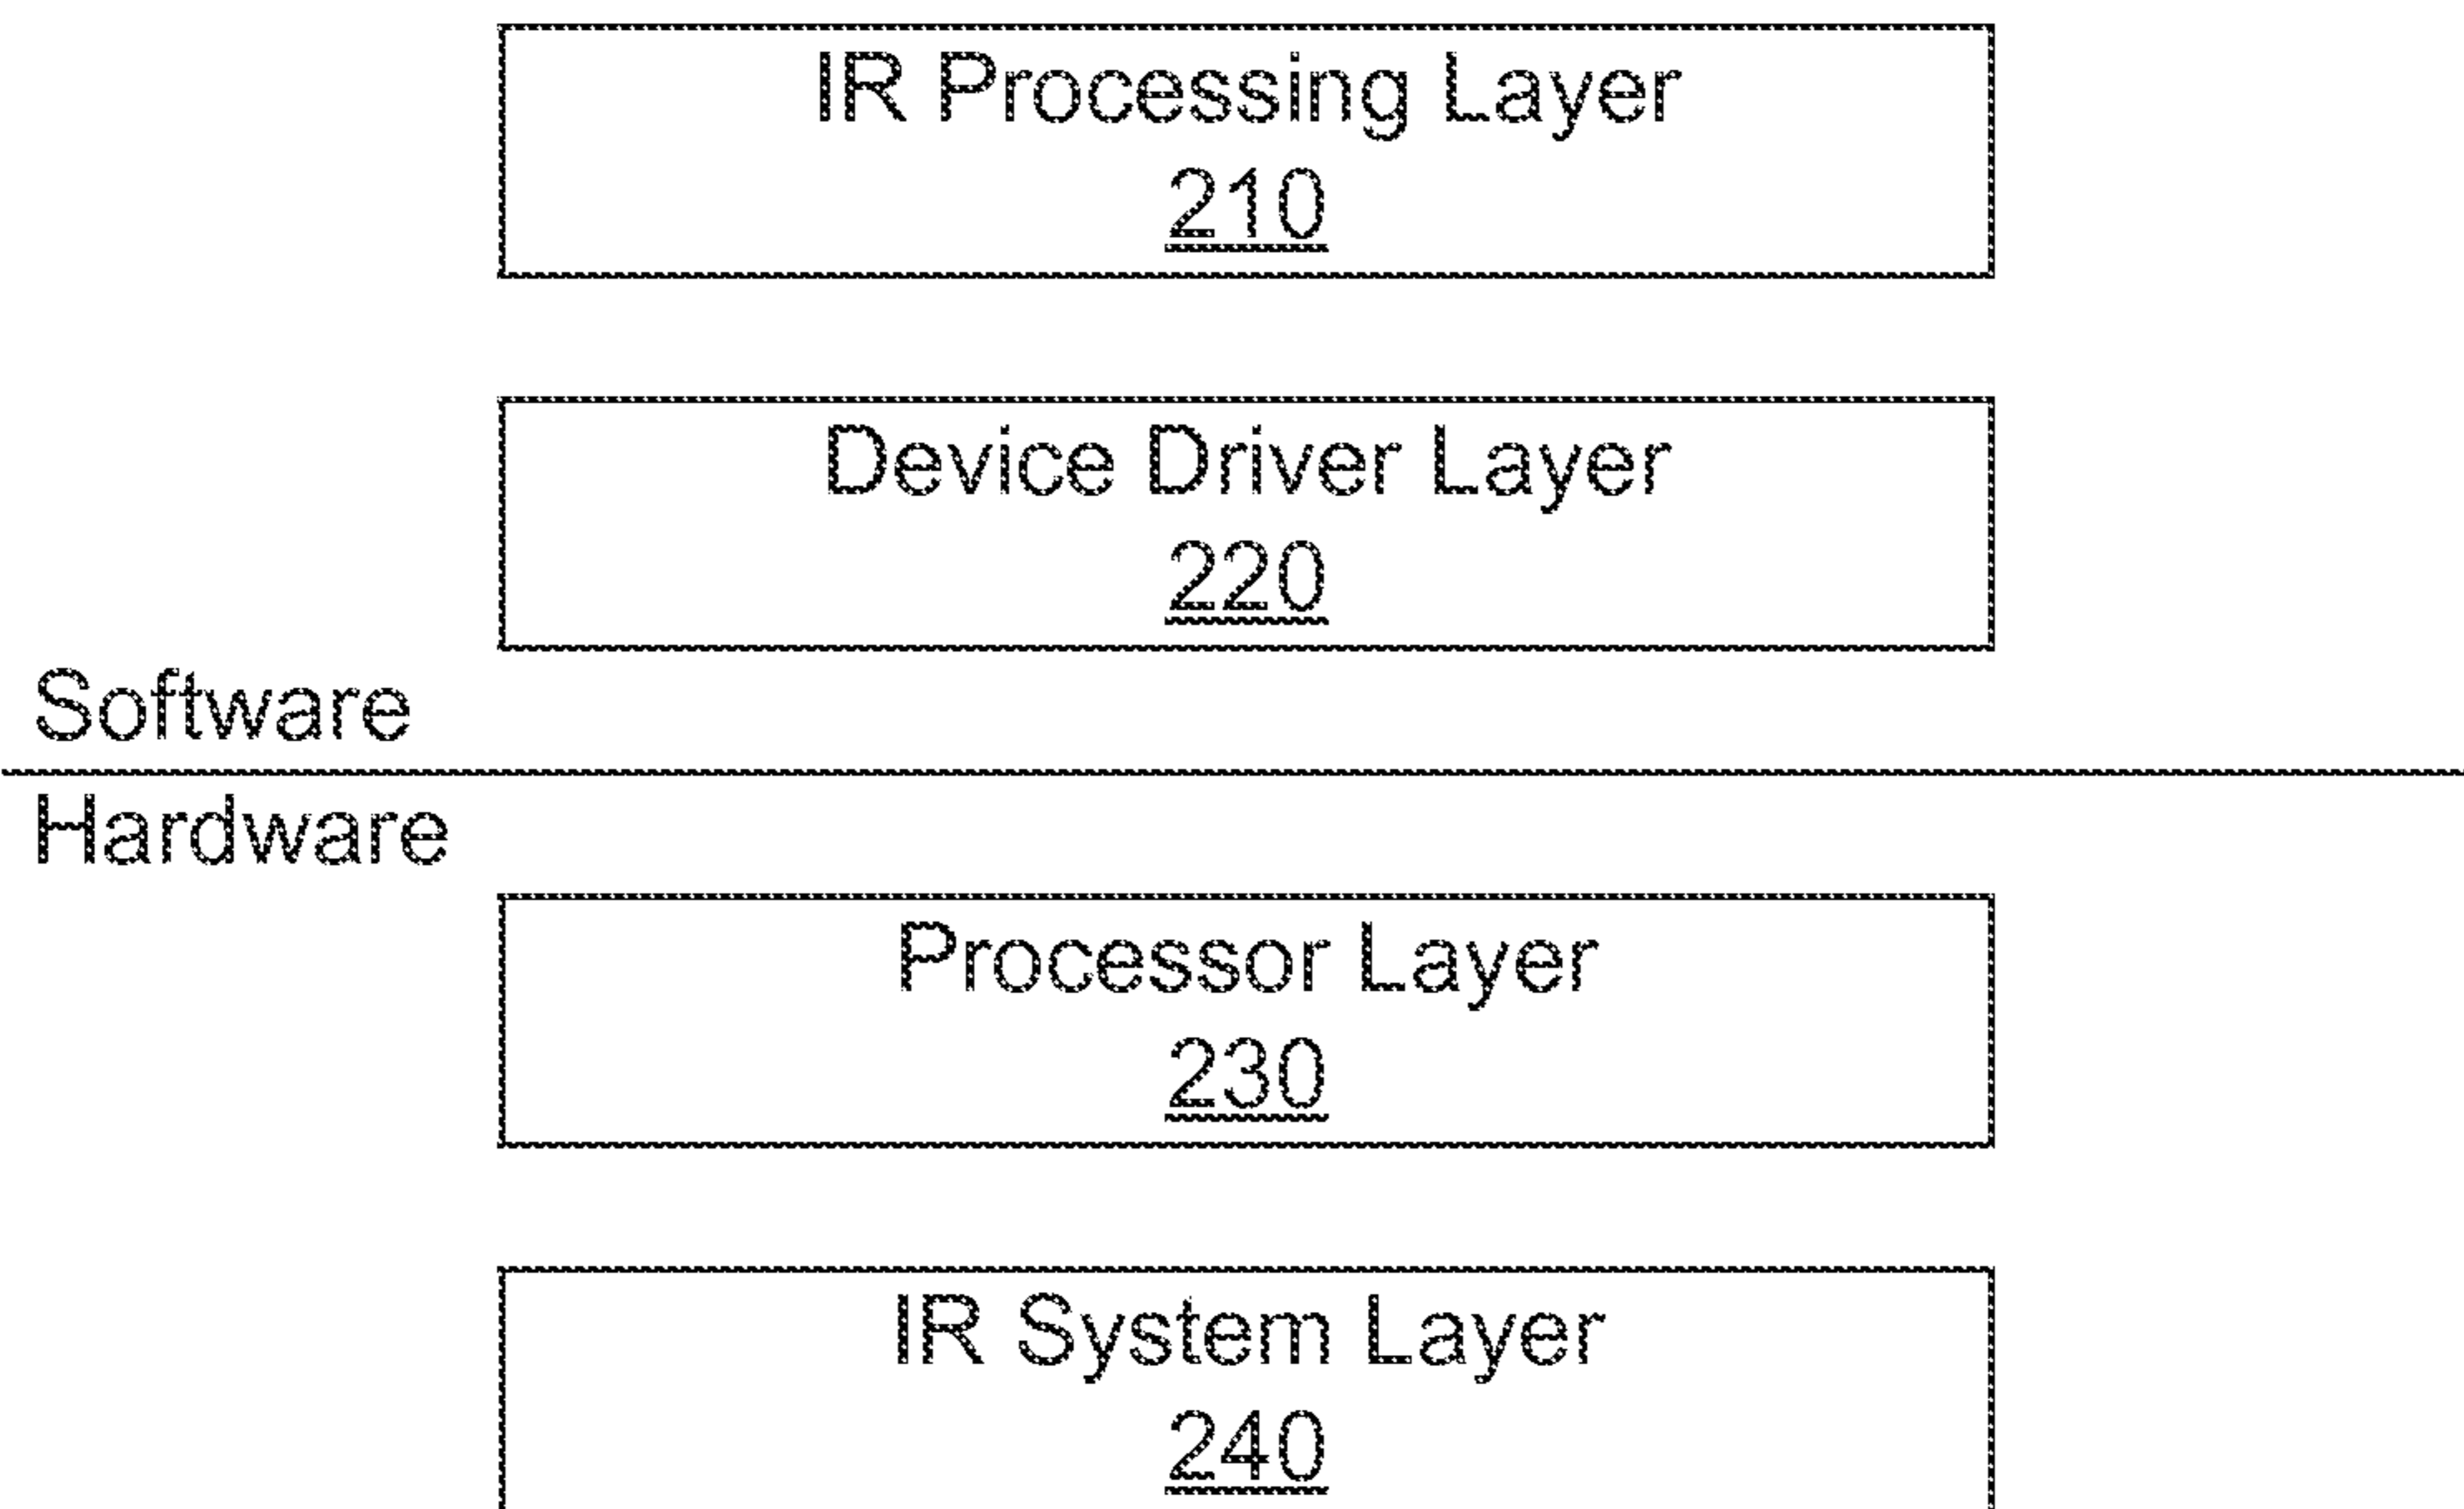 IR Processing Layer
210
Device Driver Layer
220
Software
Hardware
Processor Layer
230
IR System Layer
240